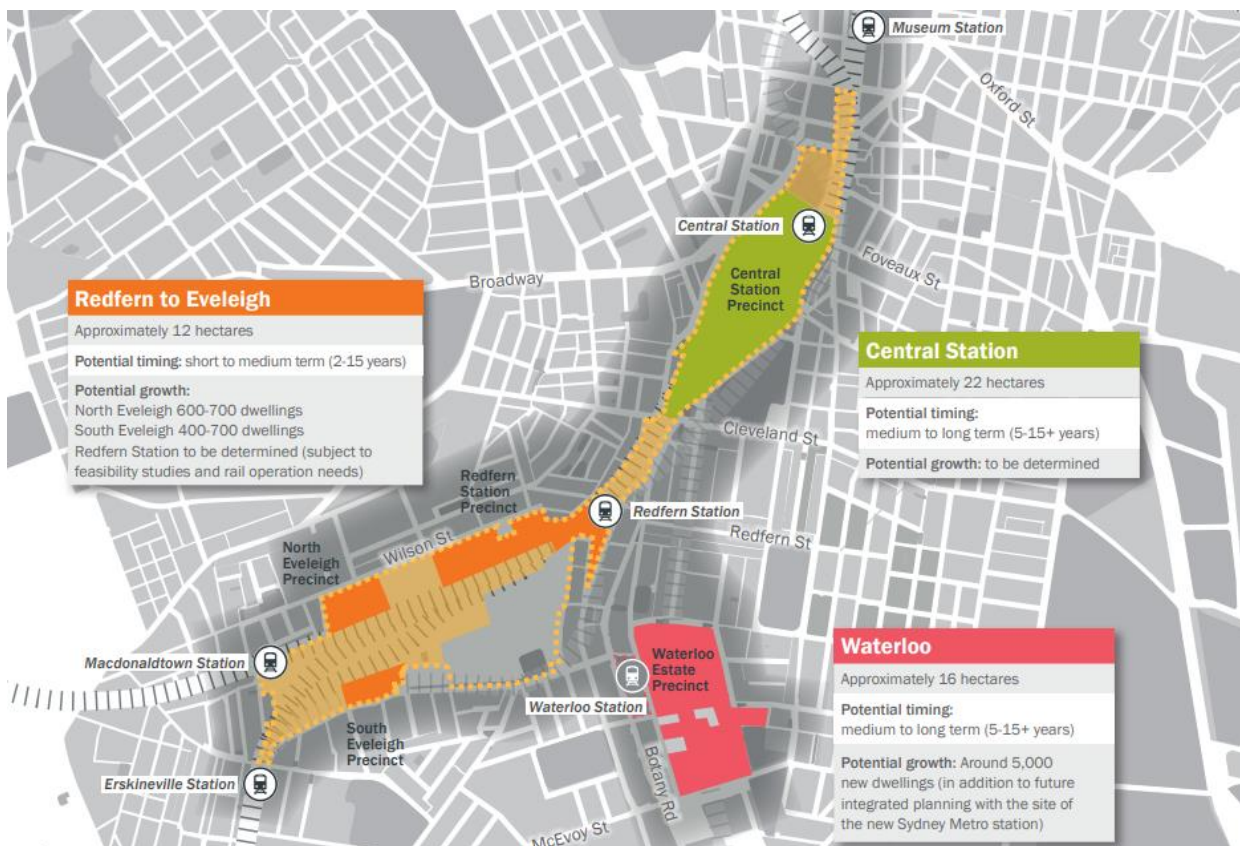 Museum Station
Oxford St
Central Station
Foveaux St
Broadway
Central
Station
Precinct
Redfern to Eveleigh
Approximately 12 hectares
Potential timing: short to medium term (2-15 years)
Potential growth:
North Eveleigh 600-700 dwellings
South Eveleigh 400-700 dwellings
Redfern Station to be determined (subject to
feasibility studies and rail operation needs)
Central Station
Approximately 22 hectares
Potential timing:
medium to long term (5-15+ years)
Potential growth: to be determined
Cleveland St
Redfern
Station
Precinct
Redfern Station
Redfern St
Wilson St
North
Eveleigh
Precinct
Macdonaldtown Station
Waterloo
Estate
Precinct
Waterloo Station
South
Eveleigh
Precinct
Erskineville Station
Botany Rd
McEvoy St
Waterloo
Approximately 16 hectares
Potential timing:
medium to long term (5-15+ years)
Potential growth: Around 5,000
new dwellings (in addition to future
integrated planning with the site of
the new Sydney Metro station)